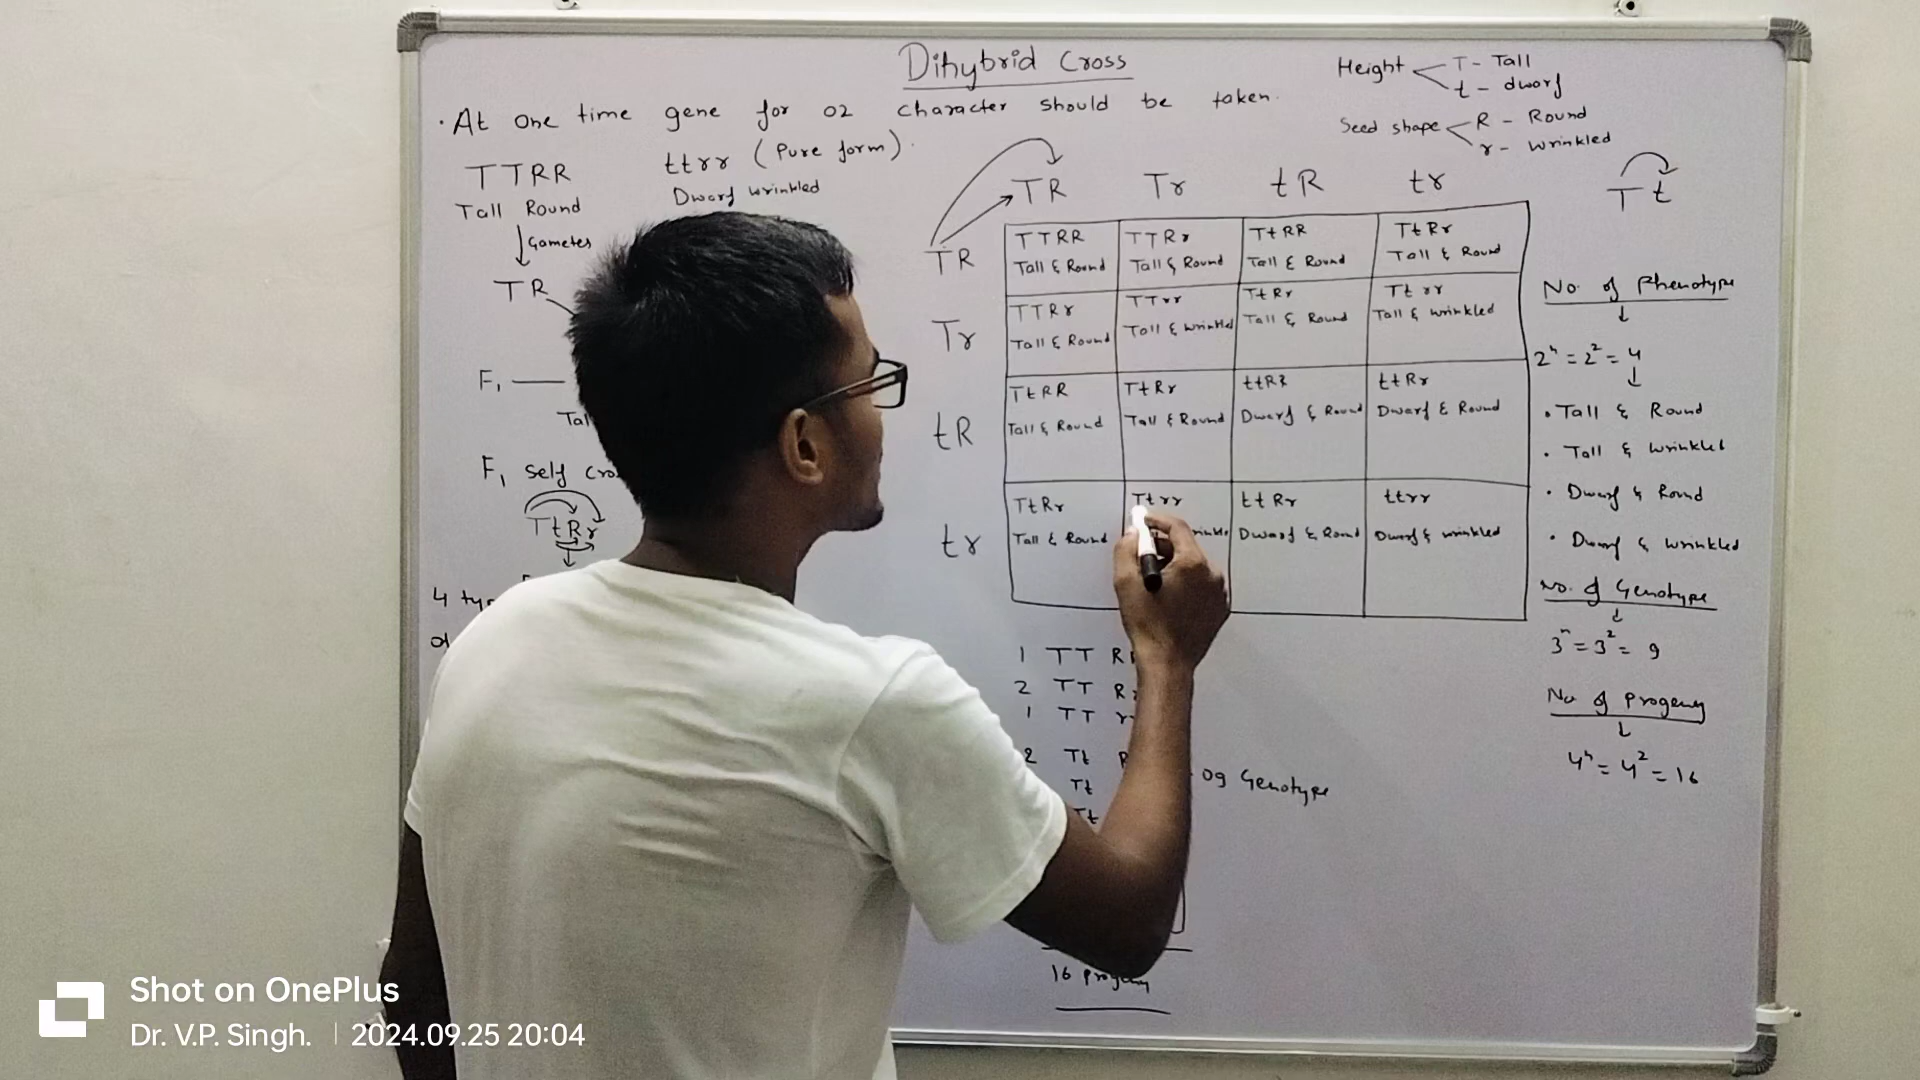 Dihybrid Cross
· At one time gene for 02 character should be taken.
Height T - Tall
t - dwarf
Seed shape R - Round
r - wrinkled
TTRR ttrr (Pure form).
Tall Round Dwarf wrinkled
Gametes
TR
F1
Tal
F1 self cro
TtRr
4 typ
of
TR Tr tR tr
TR
TTRR TTRr TtRR TtRr
Tall & Round Tall & Round Tall & Round Tall & Round
Tr
TTRr TTrr TtRr Ttrr
Tall & Round Tall & wrinkled Tall & Round Tall & wrinkled
tR
TtRR TtRr ttRR ttRr
Tall & Round Tall & Round Dwarf & Round Dwarf & Round
tr
TtRr Ttrr ttRr ttrr
Tall & Round Dwarf & Round Dwarf & wrinkled
1 TT R
2 TT R
1 TT r
2 Tt R
Tt
Tt
09 Genotype
16 progeny
T t
No. of Phenotype
2ⁿ = 2² = 4
· Tall & Round
· Tall & wrinkled
· Dwarf & Round
· Dwarf & wrinkled
No. of Genotype
3ⁿ = 3² = 9
No of progeny
4ⁿ = 4² = 16
Shot on OnePlus
Dr. V.P. Singh. | 2024.09.25 20:04